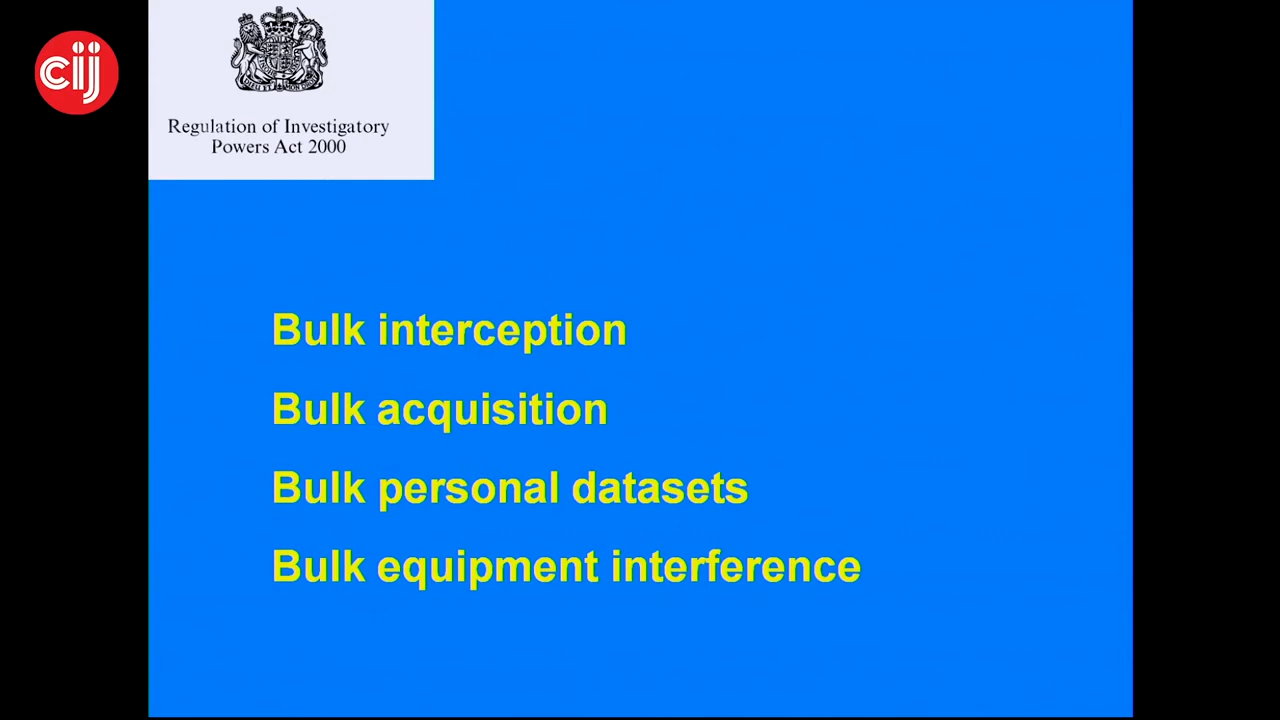 cij
Regulation of Investigatory
Powers Act 2000
Bulk interception
Bulk acquisition
Bulk personal datasets
Bulk equipment interference